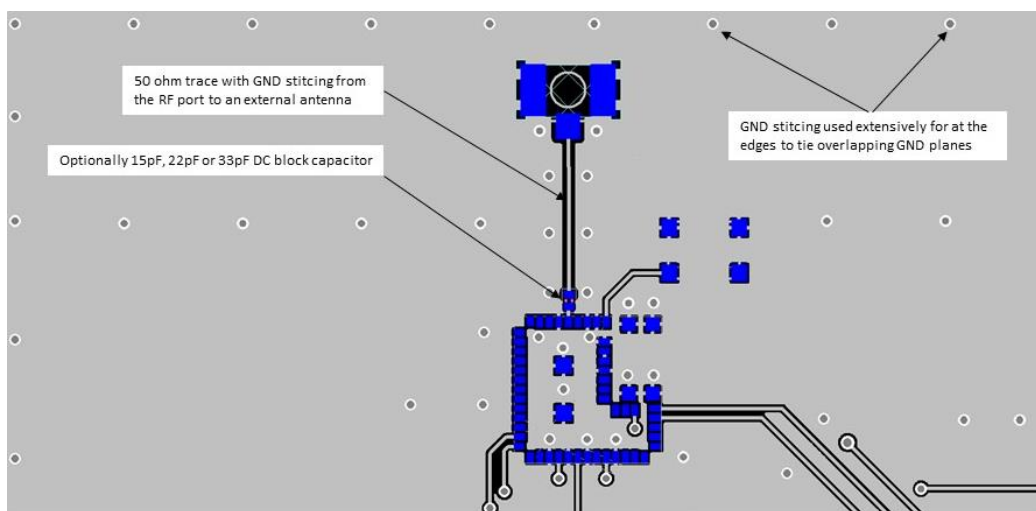 50 ohm trace with GND stitcing from
the RF port to an external antenna
Optionally 15pF, 22pF or 33pF DC block capacitor
GND stitcing used extensively for at the
edges to tie overlapping GND planes